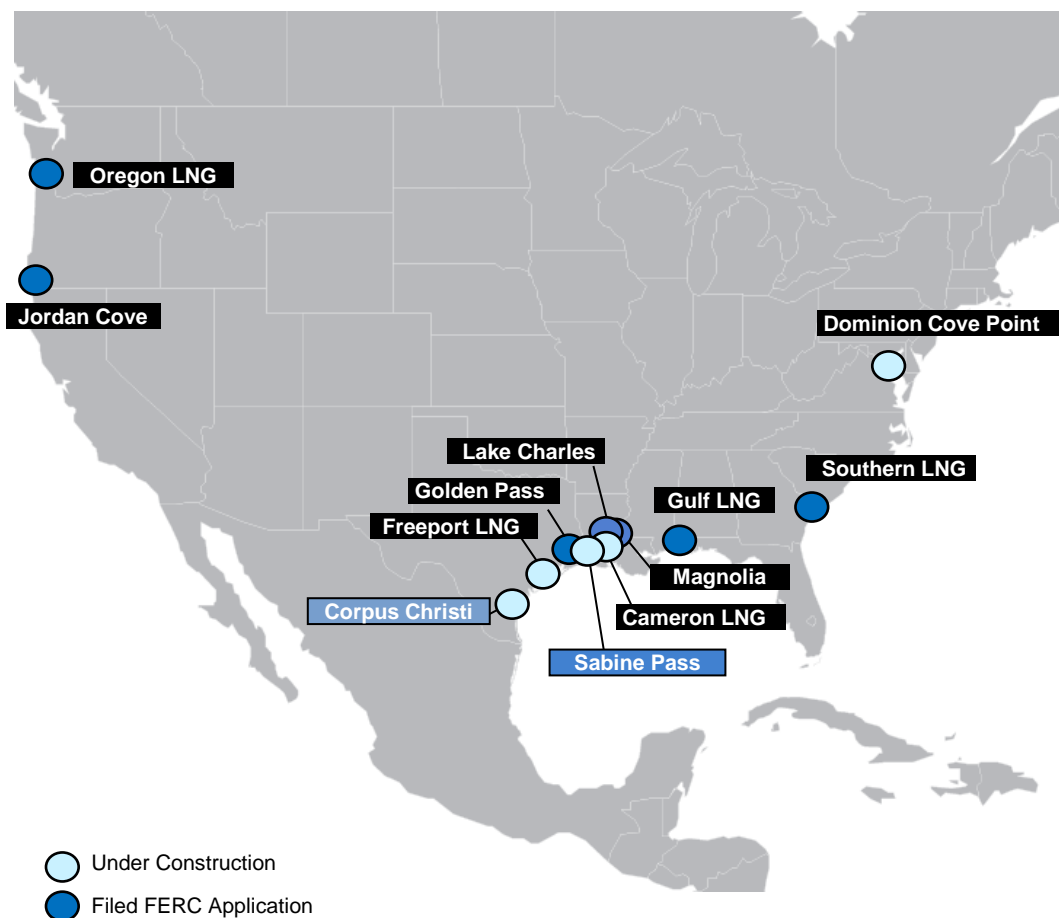 Oregon LNG
Jordan Cove
Dominion Cove Point
Lake Charles
Southern LNG
Golden Pass
Gulf LNG
Freeport LNG
Magnolia
Corpus Christi
Cameron LNG
Sabine Pass
Under Construction
Filed FERC Application